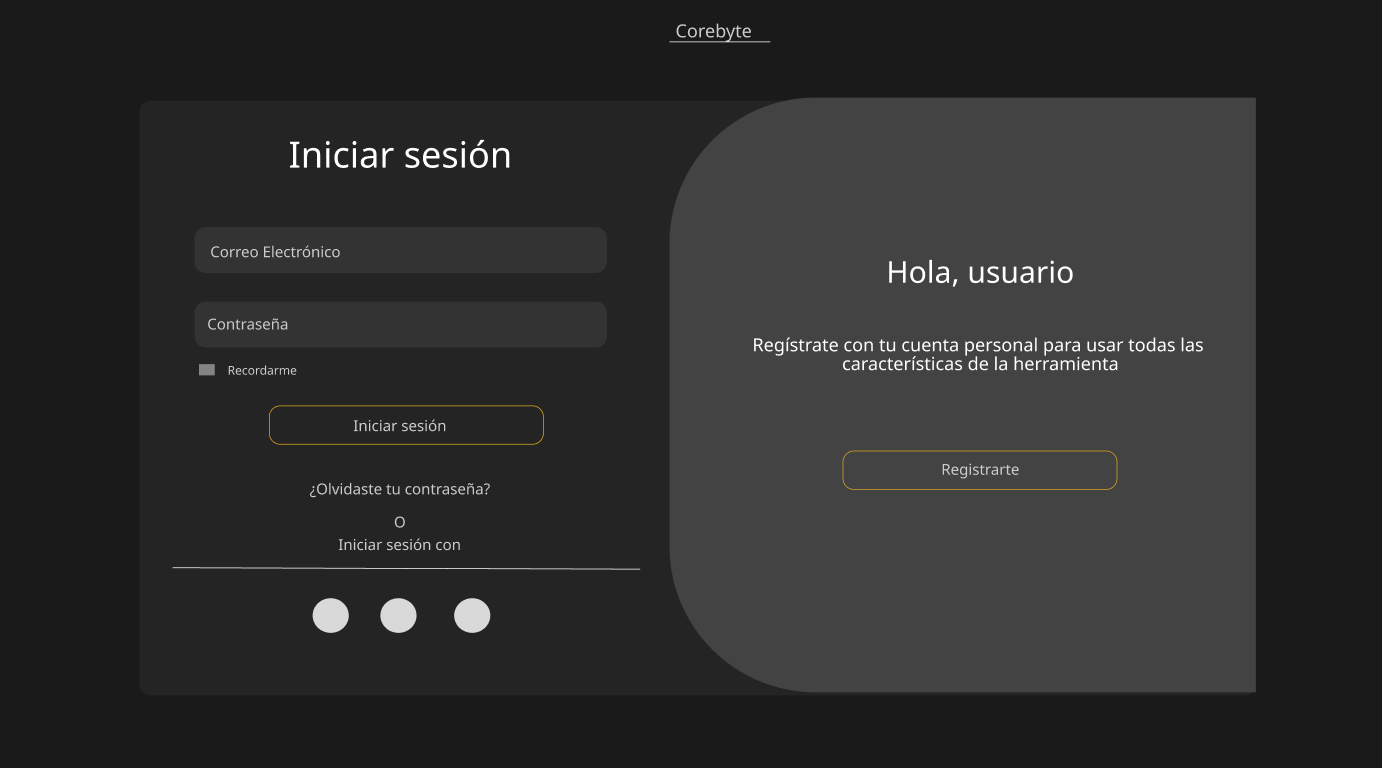 Corebyte
Iniciar sesión
Correo Electrónico
Contraseña
Recordarme
Iniciar sesión
¿Olvidaste tu contraseña?
O
Iniciar sesión con
Hola, usuario
Regístrate con tu cuenta personal para usar todas las
características de la herramienta
Registrarte